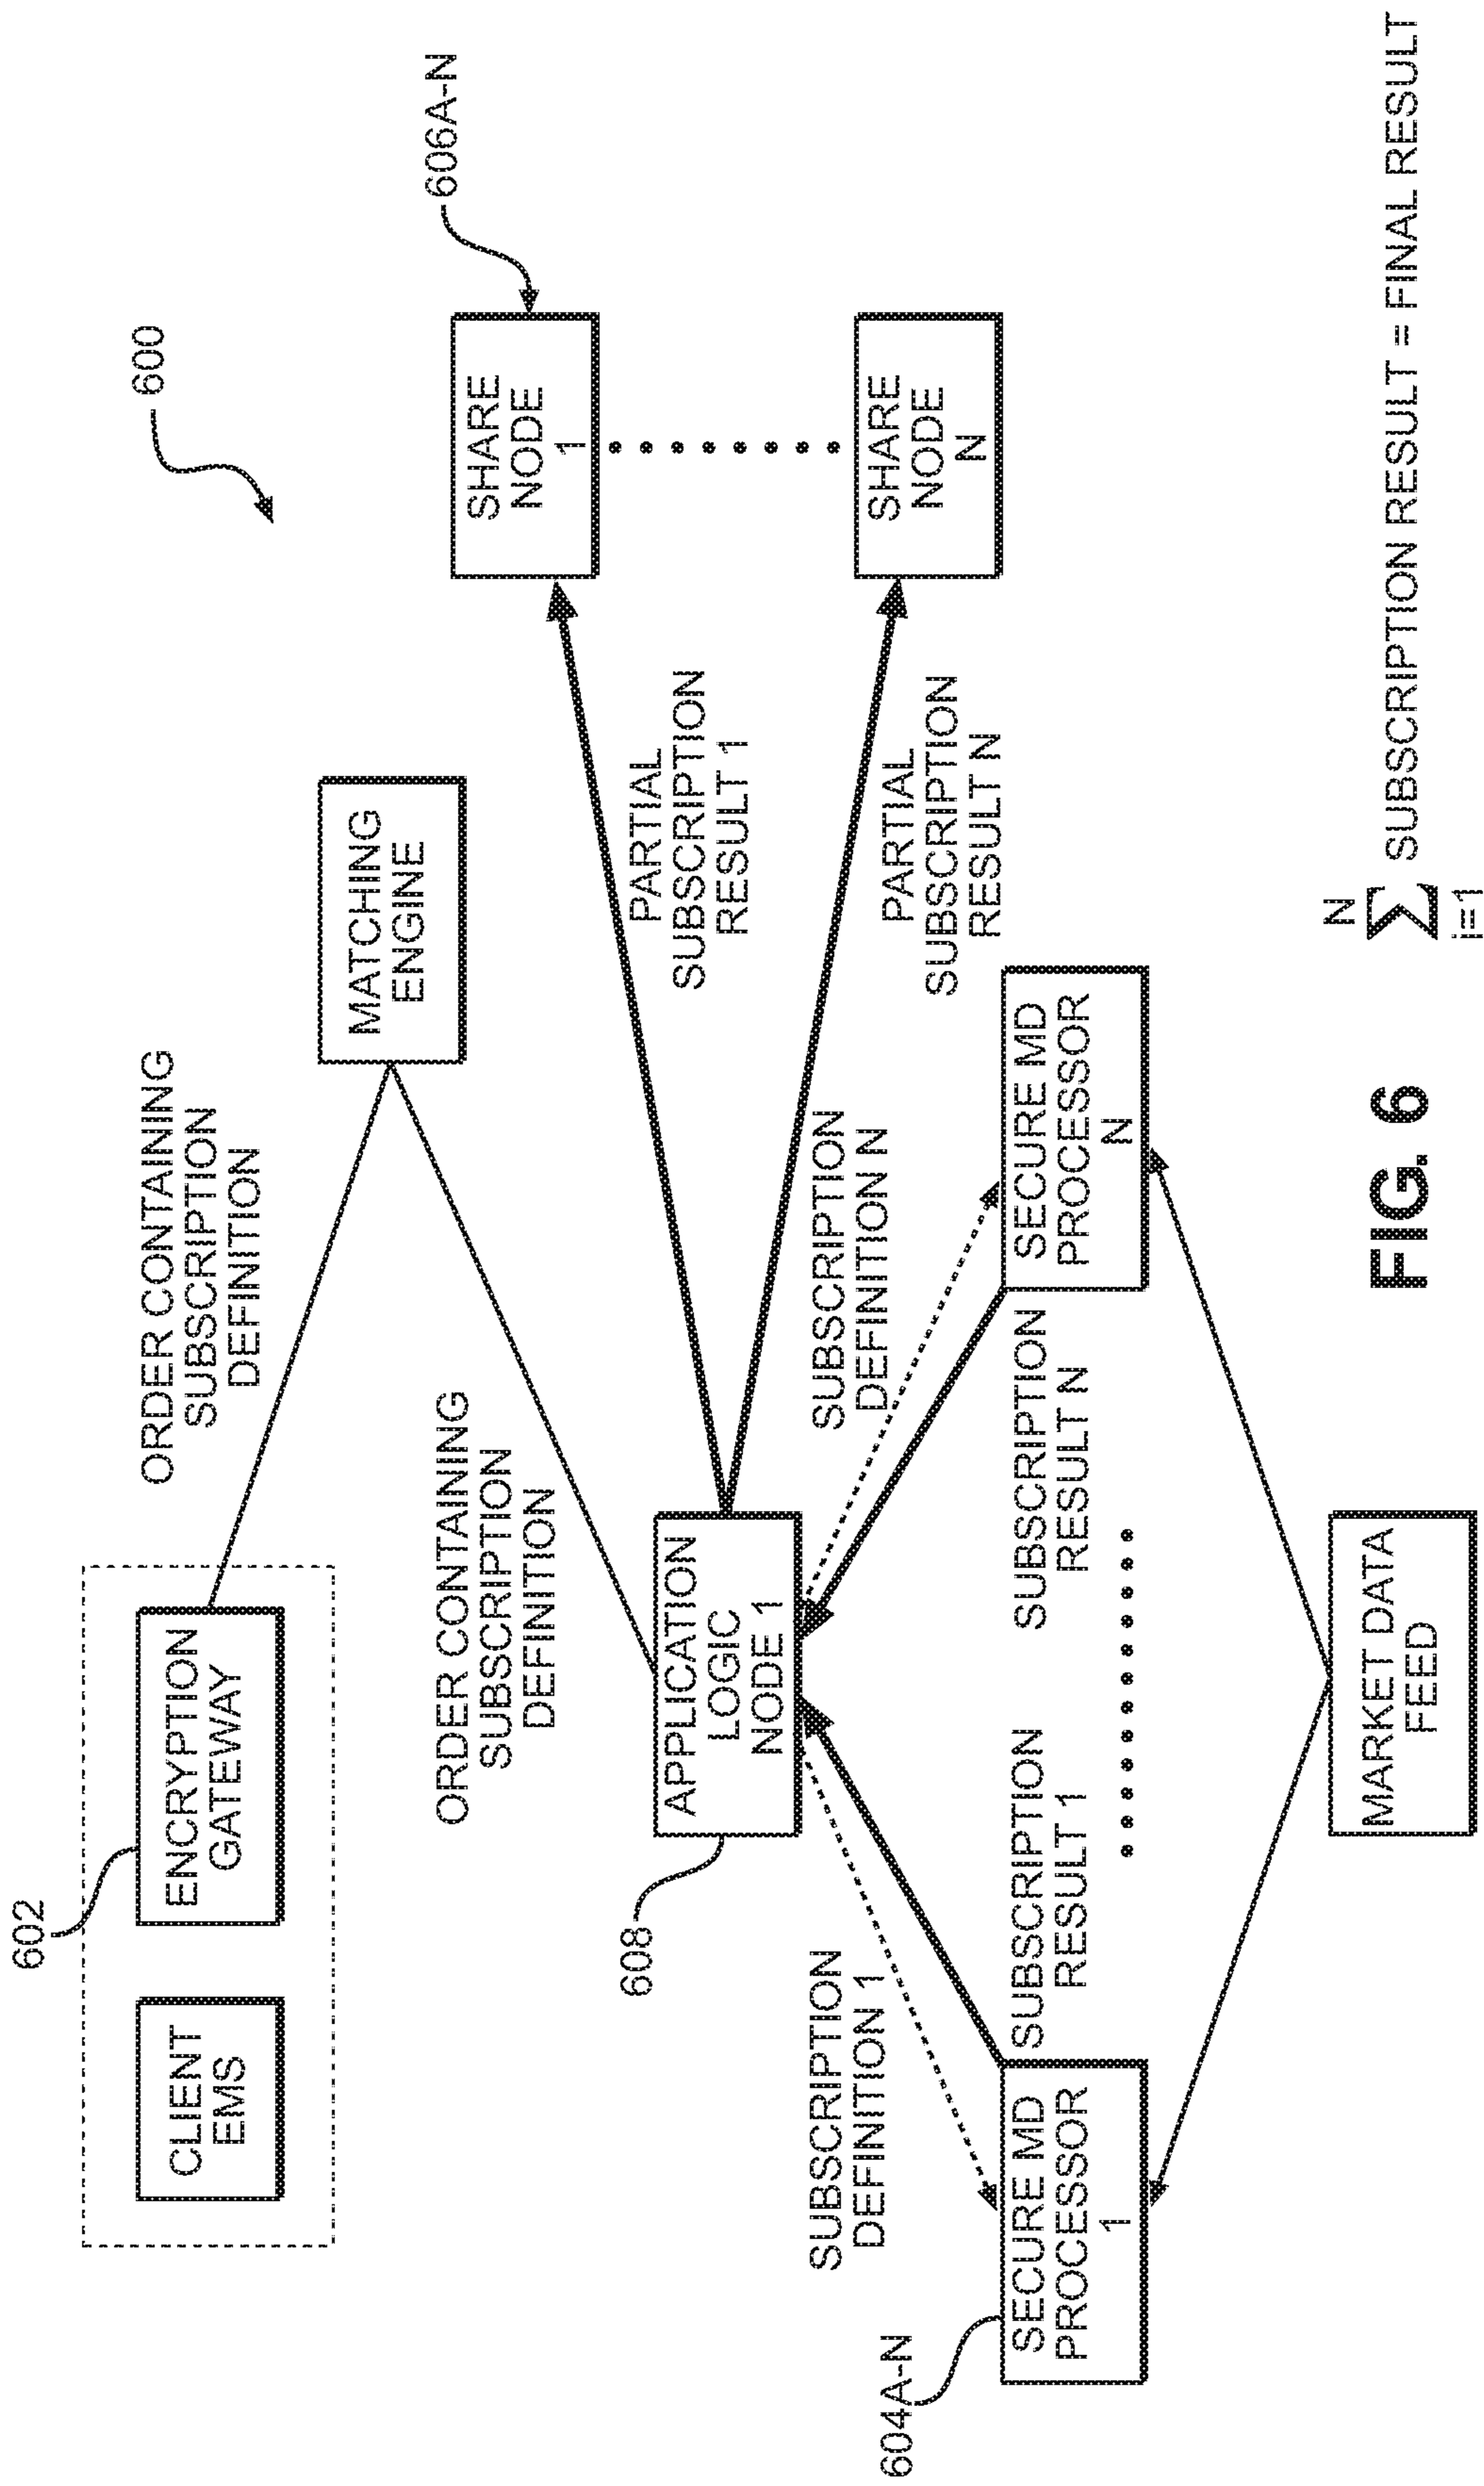 602
CLIENT
EMS
ENCRYPTION
GATEWAY
ORDER CONTAINING
SUBSCRIPTION
DEFINITION
600
MATCHING
ENGINE
ORDER CONTAINING
SUBSCRIPTION
DEFINITION
606A-N
SHARE
NODE
1
608
APPLICATION
LOGIC
NODE 1
PARTIAL
SUBSCRIPTION
RESULT 1
SUBSCRIPTION
DEFINITION 1
SUBSCRIPTION
DEFINITION N
PARTIAL
SUBSCRIPTION
RESULT N
SHARE
NODE
N
604A-N
SECURE MD
PROCESSOR
1
SUBSCRIPTION
RESULT 1
SUBSCRIPTION
RESULT N
SECURE MD
PROCESSOR
N
MARKET DATA
FEED
FIG. 6
N
∑ SUBSCRIPTION RESULT = FINAL RESULT
i=1